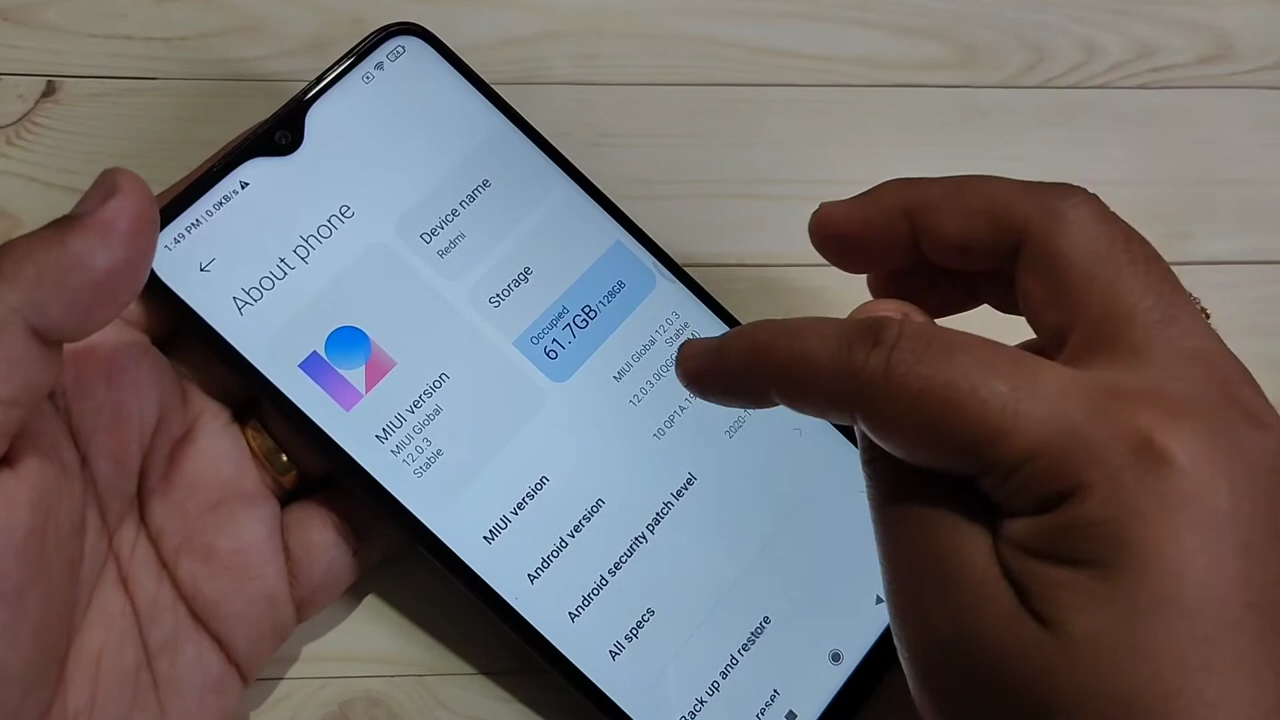 1:49 PM | 0.0KB/s
24
About phone
MIUI version
MIUI Global
12.0.3
Stable
Device name
Redmi
Storage
Occupied
61.7GB/128GB
MIUI version
MIUI Global 12.0.3
Stable
Android version
Android security patch level
All specs
Back up and restore